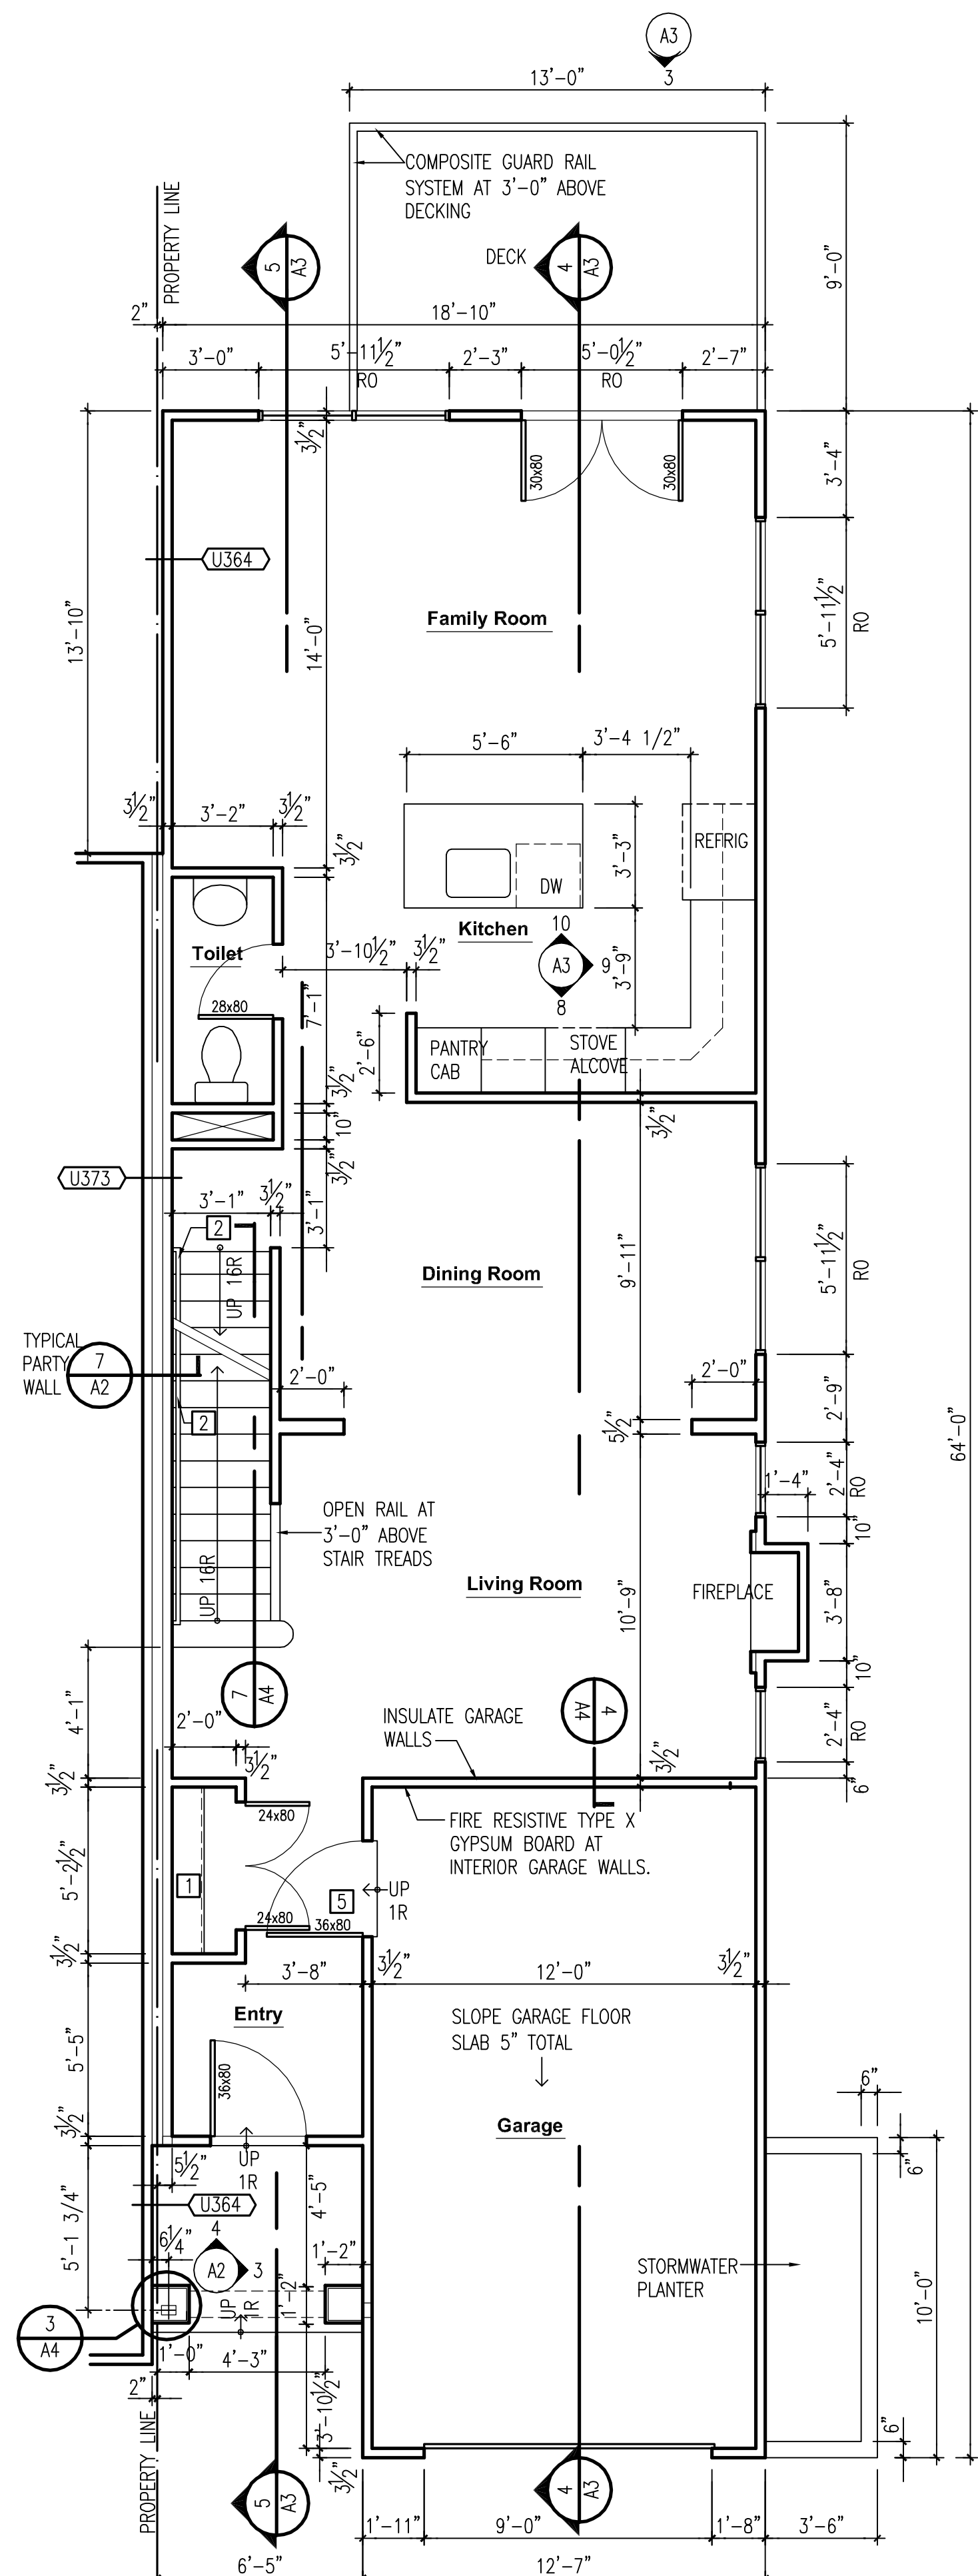 A3
3
13'-0"
COMPOSITE GUARD RAIL
SYSTEM AT 3'-0" ABOVE
DECKING
PROPERTY LINE
5
A3
DECK
4
A3
9'-0"
2"
18'-10"
3'-0"
5'-11½"
RO
2'-3"
5'-0½"
RO
2'-7"
3½"
30x80
30x80
3'-4"
U364
13'-10"
14'-0"
Family Room
5'-11½"
RO
5'-6"
3'-4 1/2"
3½"
3'-2"
3½"
3½"
3'-3"
REFRIG
DW
Toilet
Kitchen
10
A3
9
8
3'-10½"
3½"
3'-9"
28x80
7'-1"
2'-6"
PANTRY
CAB
STOVE
ALCOVE
3½"
10"
3½"
3½"
U373
3'-1"
3½"
3'-1"
2
UP 16R
Dining Room
9'-11"
5'-11½"
RO
TYPICAL
PARTY
WALL
7
A2
2'-0"
2'-0"
2'-9"
2
5½"
64'-0"
2'-4"
RO
1'-4"
OPEN RAIL AT
3'-0" ABOVE
STAIR TREADS
10"
UP 16R
Living Room
FIREPLACE
10'-9"
3'-8"
10"
7
A4
4
A4
4'-1"
2'-0"
INSULATE GARAGE
WALLS
2'-4"
RO
3½"
3½"
3½"
6"
24x80
FIRE RESISTIVE TYPE X
GYPSUM BOARD AT
INTERIOR GARAGE WALLS.
5'-2½"
1
5
UP
1R
24x80
36x80
3½"
3'-8"
3½"
12'-0"
3½"
Entry
SLOPE GARAGE FLOOR
SLAB 5" TOTAL
5'-5"
36x80
6"
3½"
Garage
5½"
UP
1R
6"
U364
4'-5"
5'-1 3/4"
6¼"
4
A2
3
1'-2"
STORMWATER
PLANTER
10'-0"
UP
1R
1'-2"
3
A4
1'-0"
4'-3"
2"
3'-10½"
6"
3½"
PROPERTY LINE
5
A3
4
A3
1'-11"
9'-0"
1'-8"
3'-6"
6'-5"
12'-7"